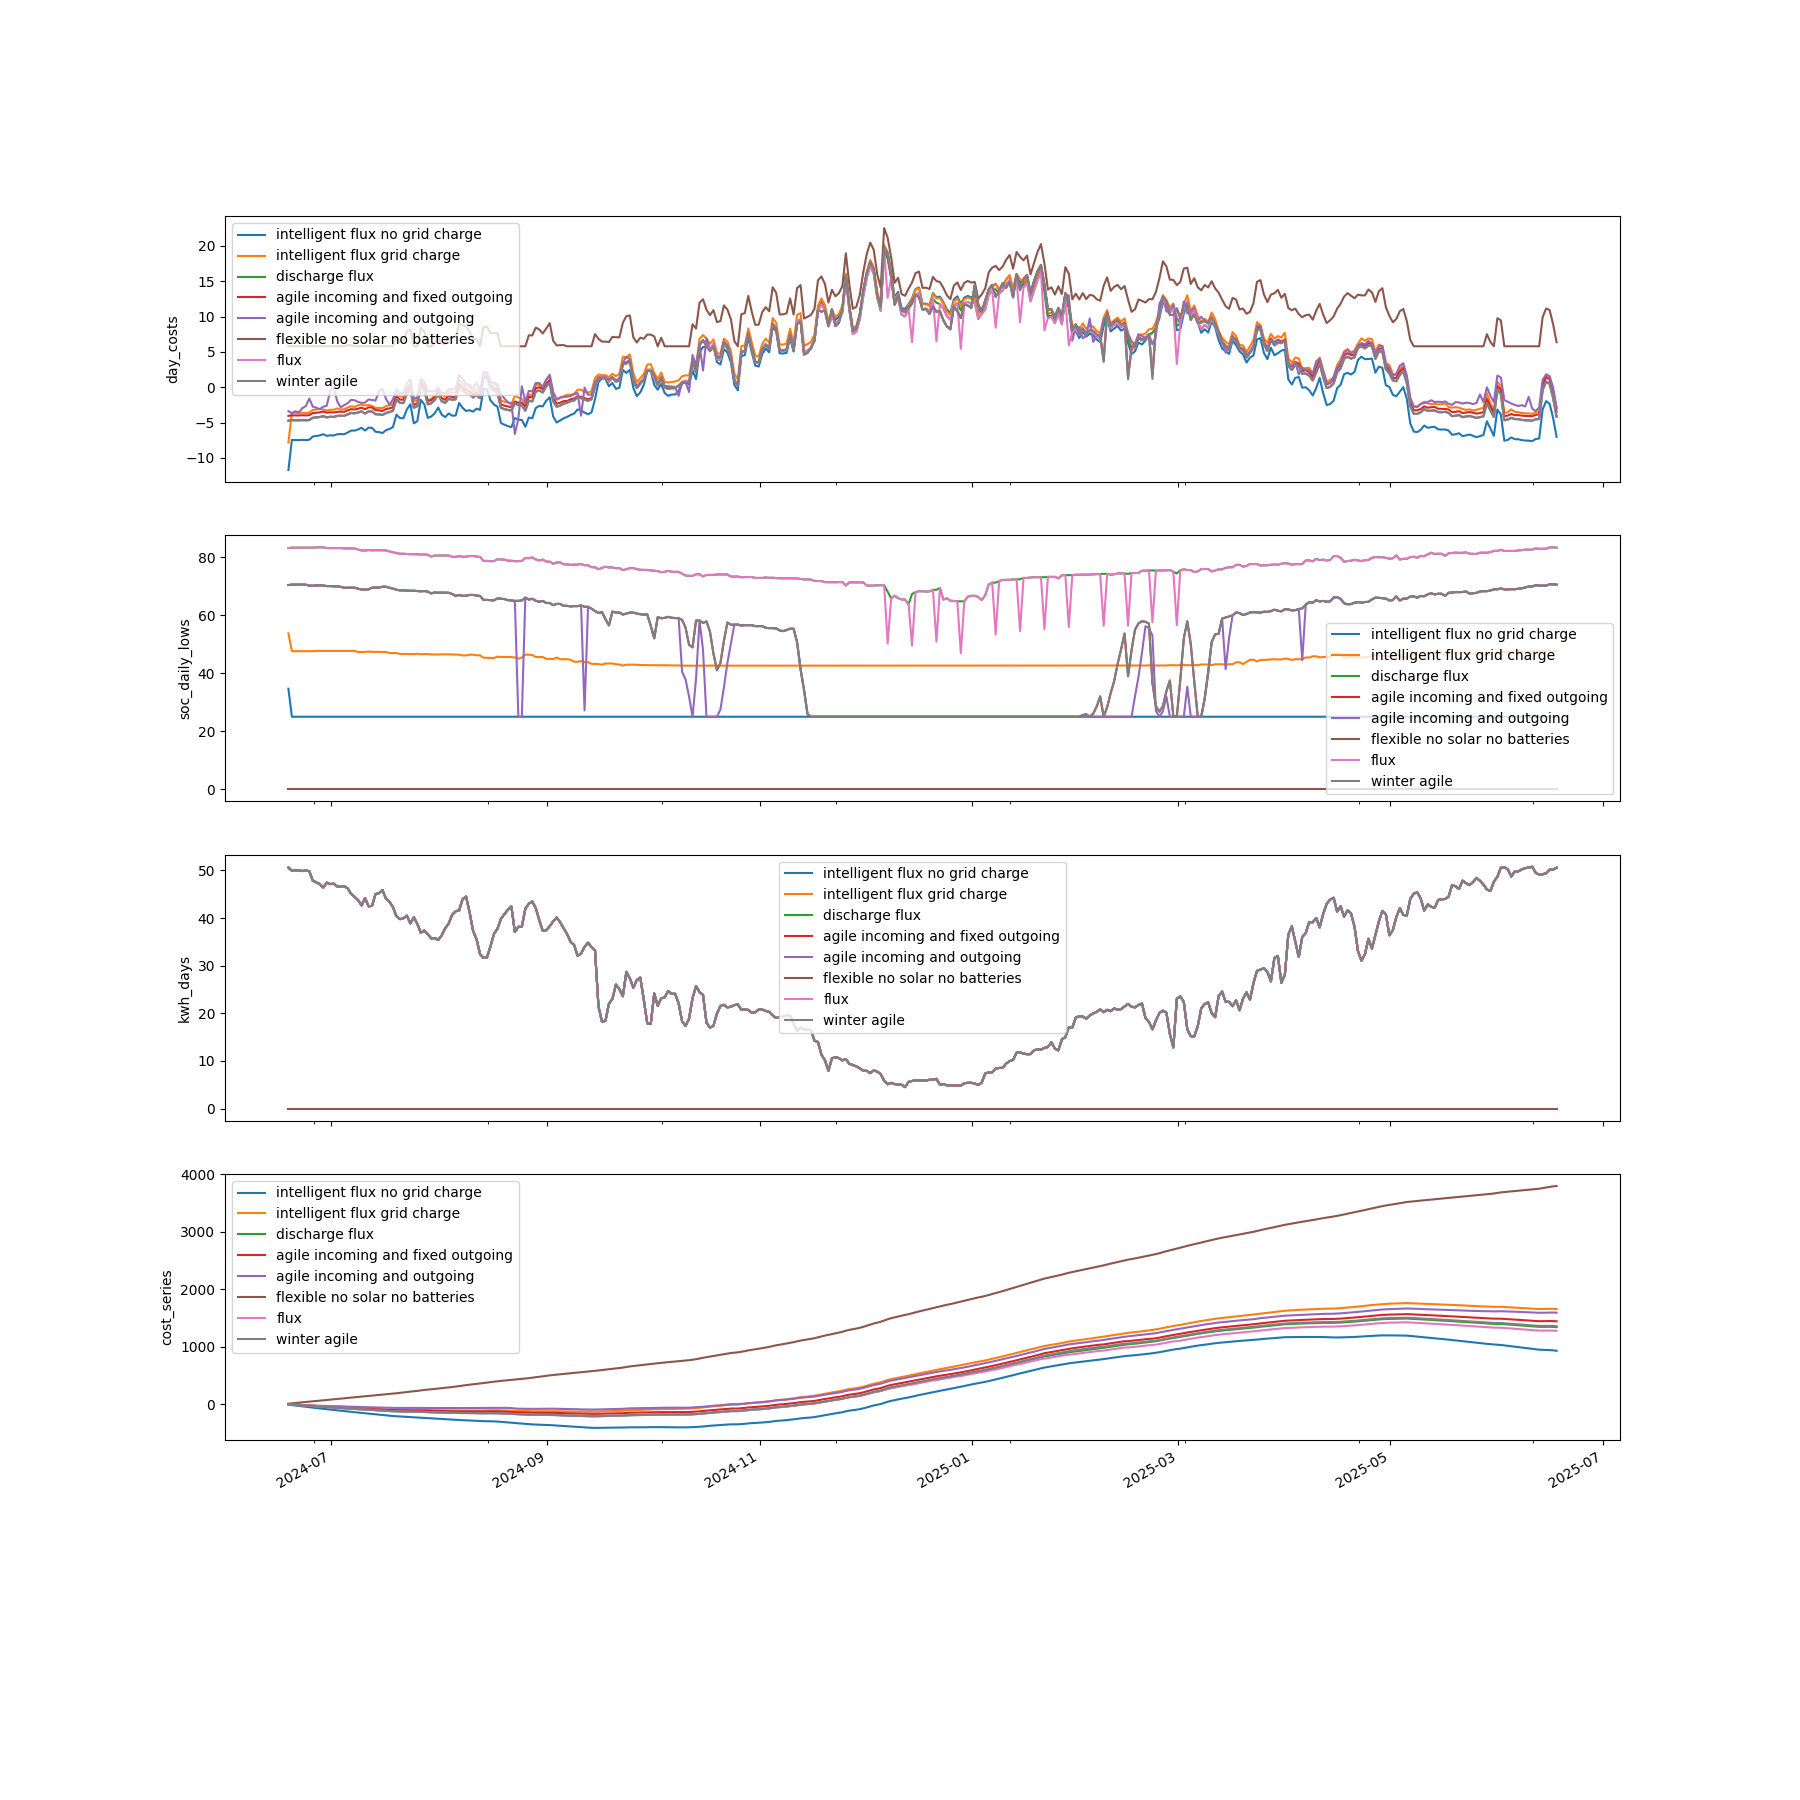 intelligent flux no grid charge
intelligent flux grid charge
discharge flux
agile incoming and fixed outgoing
agile incoming and outgoing
flexible no solar no batteries
flux
winter agile
day_costs
20
15
10
5
0
−5
−10
soc_daily_lows
80
60
40
20
0
intelligent flux no grid charge
intelligent flux grid charge
discharge flux
agile incoming and fixed outgoing
agile incoming and outgoing
flexible no solar no batteries
flux
winter agile
kwh_days
50
40
30
20
10
0
intelligent flux no grid charge
intelligent flux grid charge
discharge flux
agile incoming and fixed outgoing
agile incoming and outgoing
flexible no solar no batteries
flux
winter agile
cost_series
4000
3000
2000
1000
0
intelligent flux no grid charge
intelligent flux grid charge
discharge flux
agile incoming and fixed outgoing
agile incoming and outgoing
flexible no solar no batteries
flux
winter agile
2024-07
2024-09
2024-11
2025-01
2025-03
2025-05
2025-07